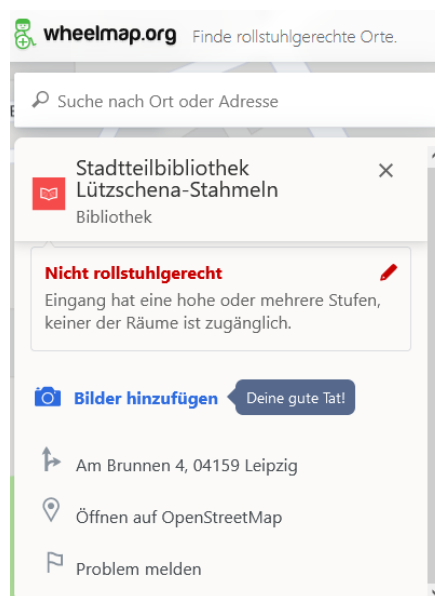 wheelmap.org Finde rollstuhlgerechte Orte.
Suche nach Ort oder Adresse
Stadtteilbibliothek
Lützschena-Stahmeln
Bibliothek
Nicht rollstuhlgerecht
Eingang hat eine hohe oder mehrere Stufen,
keiner der Räume ist zugänglich.
Bilder hinzufügen Deine gute Tat!
Am Brunnen 4, 04159 Leipzig
Öffnen auf OpenStreetMap
Problem melden